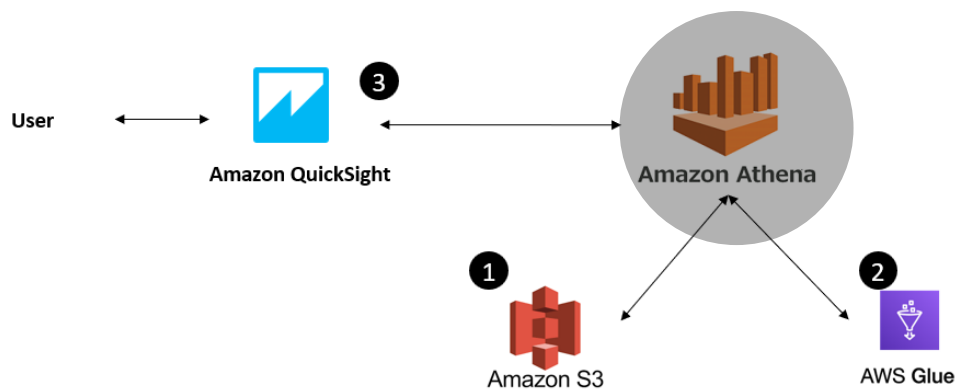 3
User
Amazon QuickSight
Amazon Athena
1
2
Amazon S3
AWS Glue